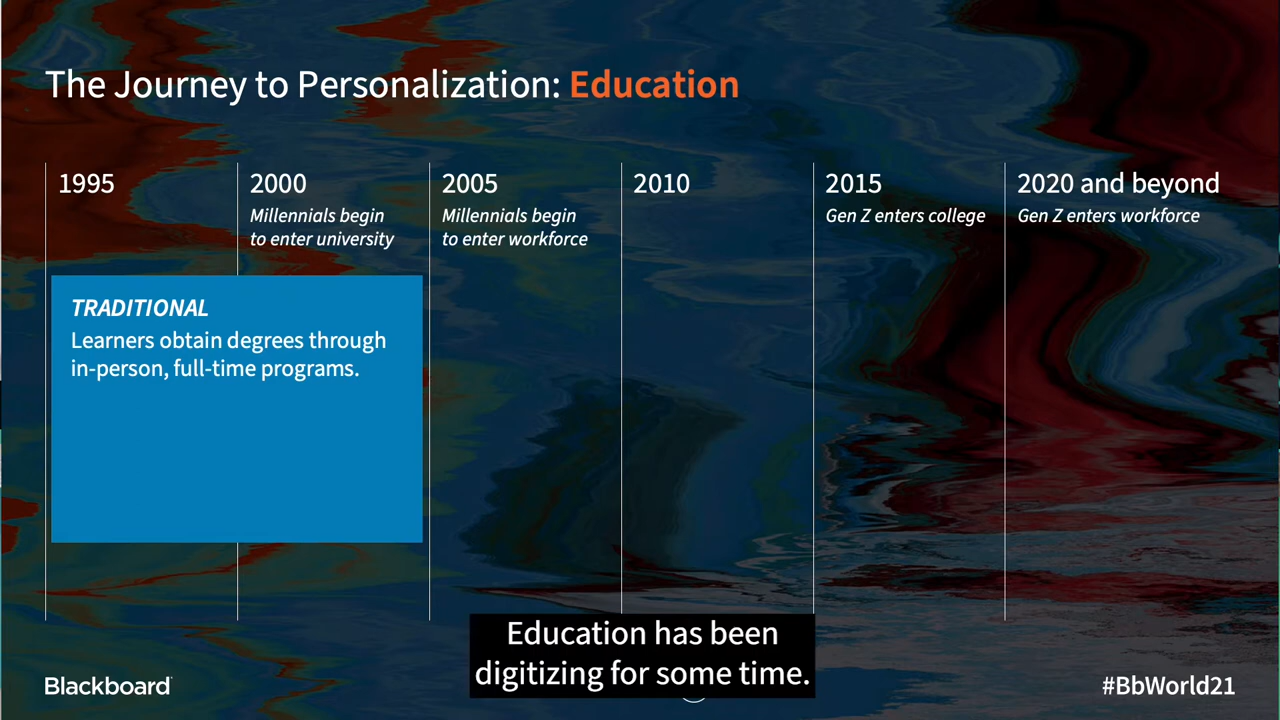 The Journey to Personalization: Education
1995
2000
Millennials begin
to enter university
2005
Millennials begin
to enter workforce
2010
2015
Gen Z enters college
2020 and beyond
Gen Z enters workforce
TRADITIONAL
Learners obtain degrees through
in-person, full-time programs.
Education has been
digitizing for some time.
Blackboard
#BbWorld21